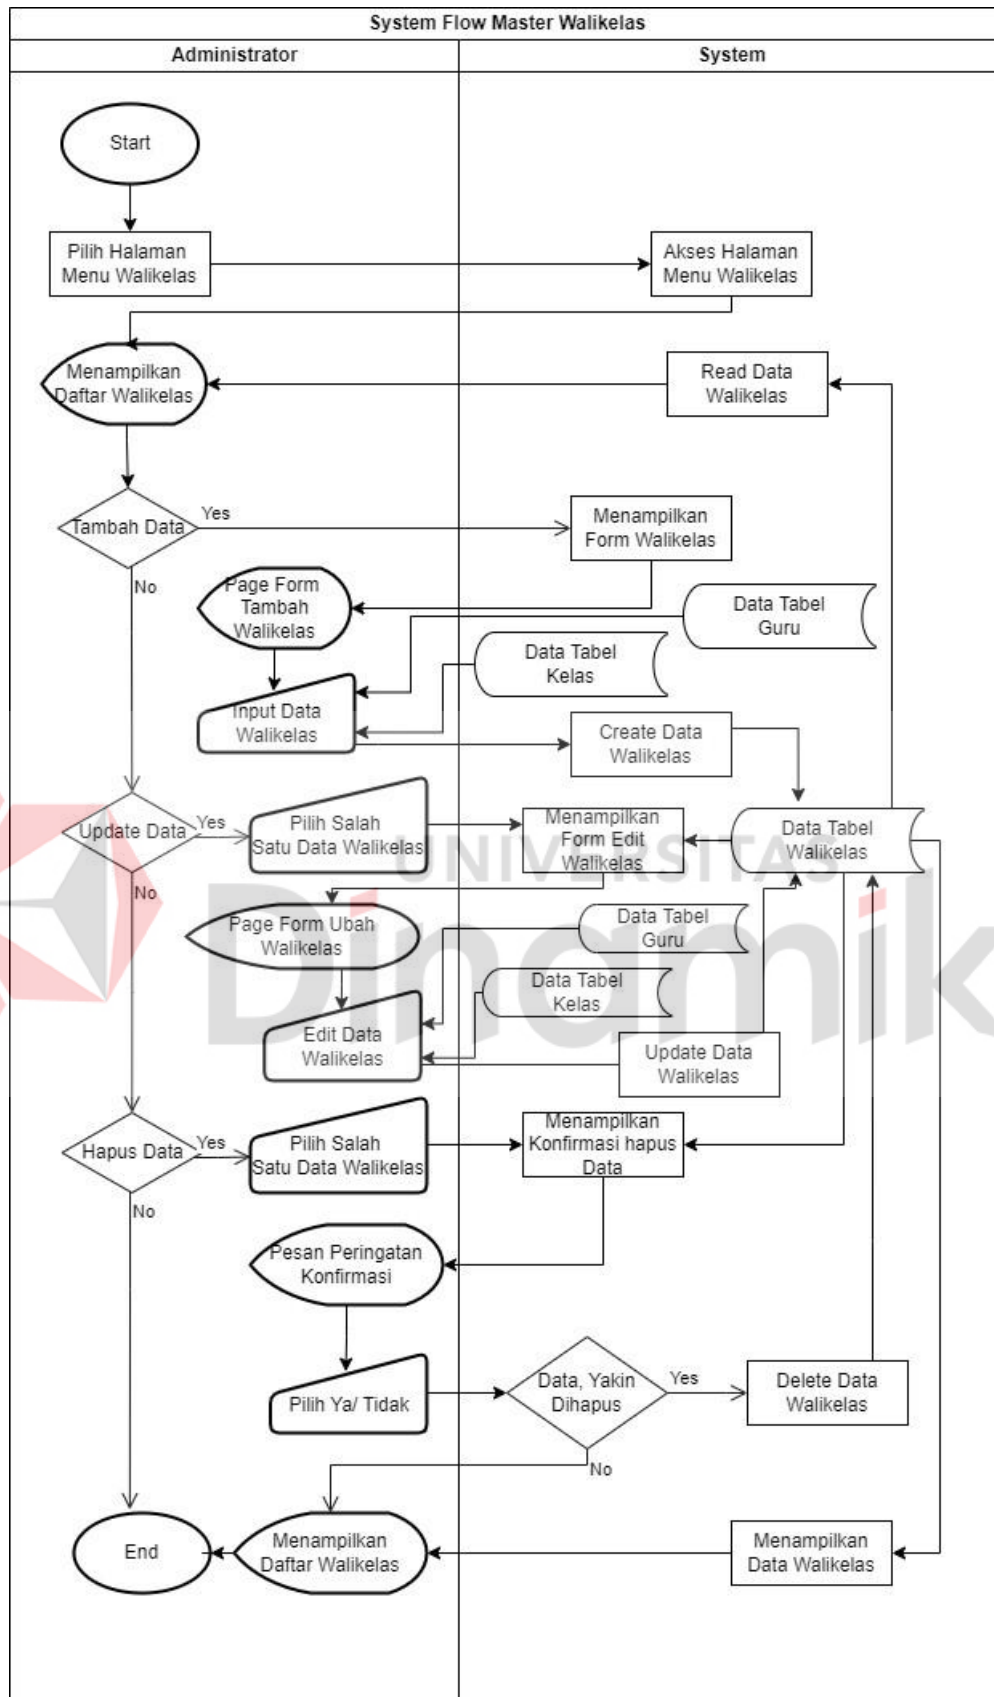 System Flow Master Walikelas
Administrator
System
Start
Pilih Halaman
Menu Walikelas
Akses Halaman
Menu Walikelas
Menampilkan
Daftar Walikelas
Read Data
Walikelas
Tambah Data
Yes
No
Menampilkan
Form Walikelas
Page Form
Tambah
Walikelas
Data Tabel
Guru
Data Tabel
Kelas
Input Data
Walikelas
Create Data
Walikelas
Update Data
Yes
No
Pilih Salah
Satu Data Walikelas
Menampilkan
Form Edit
Walikelas
Data Tabel
Walikelas
UNIVERSITAS
Dinamika
Page Form Ubah
Walikelas
Data Tabel
Guru
Data Tabel
Kelas
Edit Data
Walikelas
Update Data
Walikelas
Hapus Data
Yes
No
Pilih Salah
Satu Data Walikelas
Menampilkan
Konfirmasi hapus
Data
Pesan Peringatan
Konfirmasi
Pilih Ya/ Tidak
Data, Yakin
Dihapus
Yes
No
Delete Data
Walikelas
End
Menampilkan
Daftar Walikelas
Menampilkan
Data Walikelas